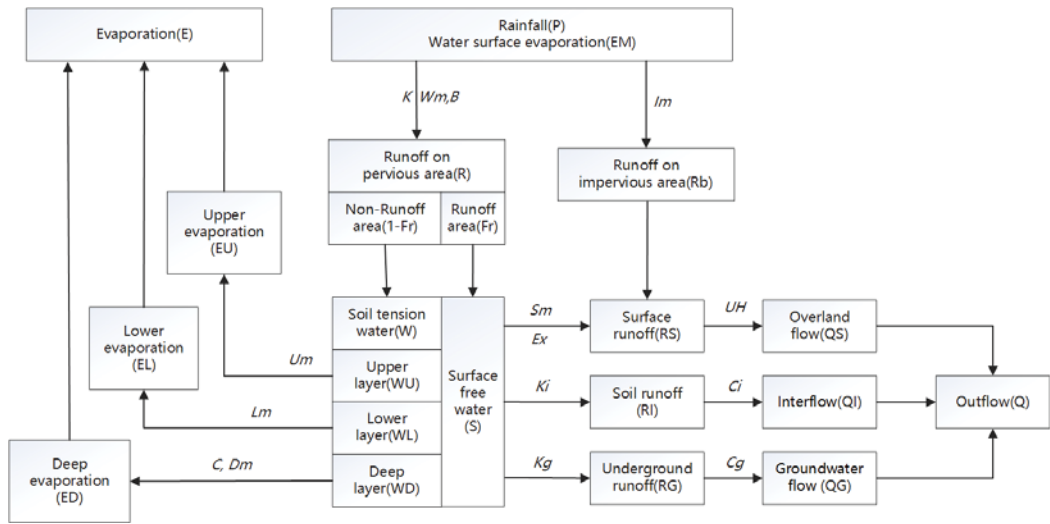 Evaporation(E)
Rainfall(P)
Water surface evaporation(EM)
K Wm,B
Im
Runoff on
pervious area(R)
Runoff on
impervious area(Rb)
Non-Runoff
area(1-Fr)
Runoff
area(Fr)
Upper
evaporation
(EU)
Lower
evaporation
(EL)
Deep
evaporation
(ED)
Um
Lm
C, Dm
Soil tension
water(W)
Upper
layer(WU)
Lower
layer(WL)
Deep
layer(WD)
Surface
free
water
(S)
Sm
Ex
Ki
Kg
Surface
runoff(RS)
Soil runoff
(RI)
Underground
runoff(RG)
UH
Ci
Cg
Overland
flow(QS)
Interflow(QI)
Groundwater
flow (QG)
Outflow(Q)